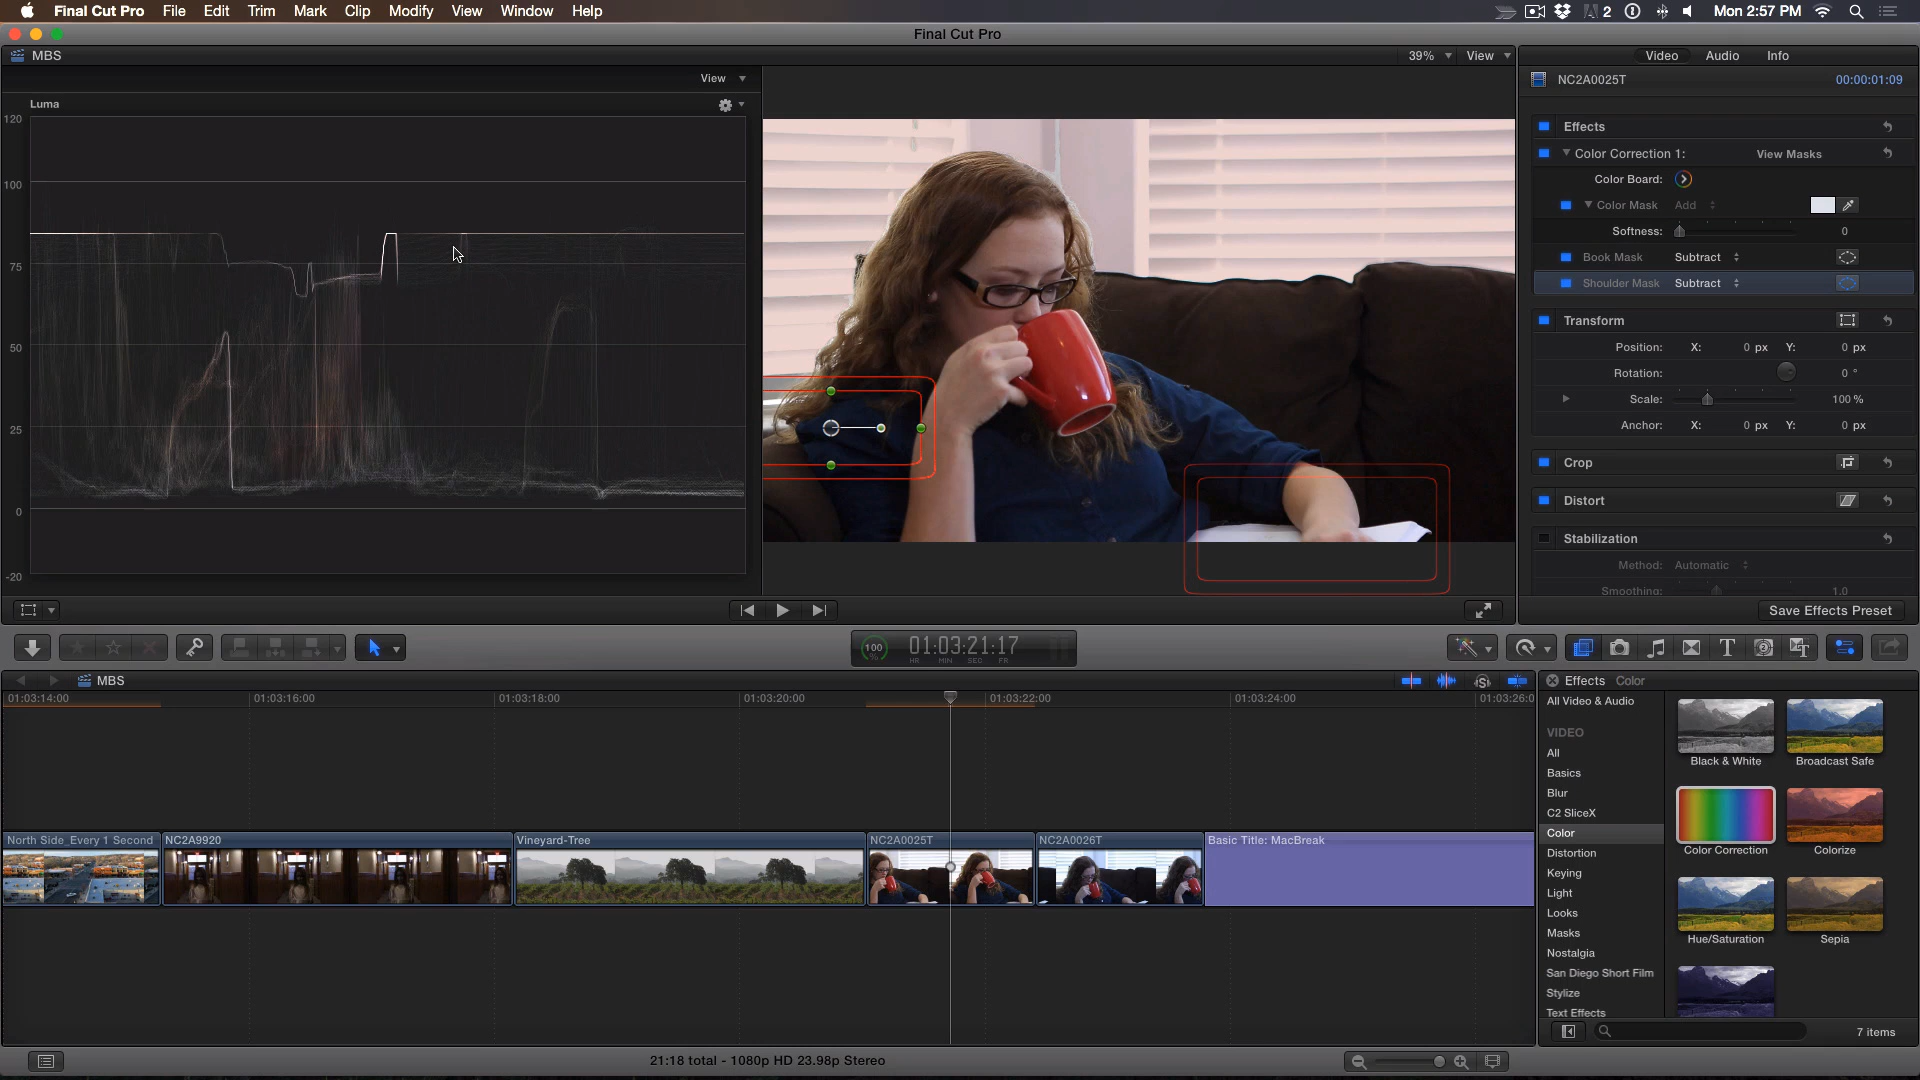 Final Cut Pro File Edit Trim Mark Clip Modify View Window Help 2 Mon 2:57 PM
Final Cut Pro
MBS 39% View Video Audio Info
View
NC2A0025T 00:00:01:09
Luma
120
100
75
50
25
0
-20
Effects
Color Correction 1: View Masks
Color Board:
Color Mask Add
Softness: 0
Book Mask Subtract
Shoulder Mask Subtract
Transform
Position: X: 0 px Y: 0 px
Rotation: 0 °
Scale: 100 %
Anchor: X: 0 px Y: 0 px
Crop
Distort
Stabilization
Method: Automatic
Smoothing: 1.0
Save Effects Preset
100 % 01:03:21:17
HR MIN SEC FR
MBS
01:03:14:00 01:03:16:00 01:03:18:00 01:03:20:00 01:03:22:00 01:03:24:00 01:03:26:0
North Side_Every 1 Second NC2A9920 Vineyard-Tree NC2A0025T NC2A0026T Basic Title: MacBreak
Effects Color
All Video & Audio
VIDEO
All
Basics
Blur
C2 SliceX
Color
Distortion
Keying
Light
Looks
Masks
Nostalgia
San Diego Short Film
Stylize
Text Effects
Black & White Broadcast Safe
Color Correction Colorize
Hue/Saturation Sepia
7 items
21:18 total - 1080p HD 23.98p Stereo